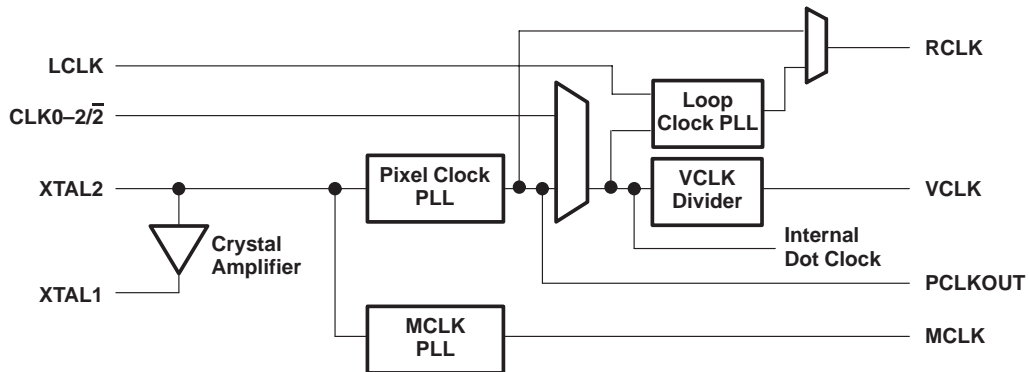 RCLK
LCLK
Loop
Clock PLL
CLK0–2/2̅
XTAL2
Pixel Clock
PLL
VCLK
Divider
VCLK
Crystal
Amplifier
Internal
Dot Clock
XTAL1
PCLKOUT
MCLK
PLL
MCLK